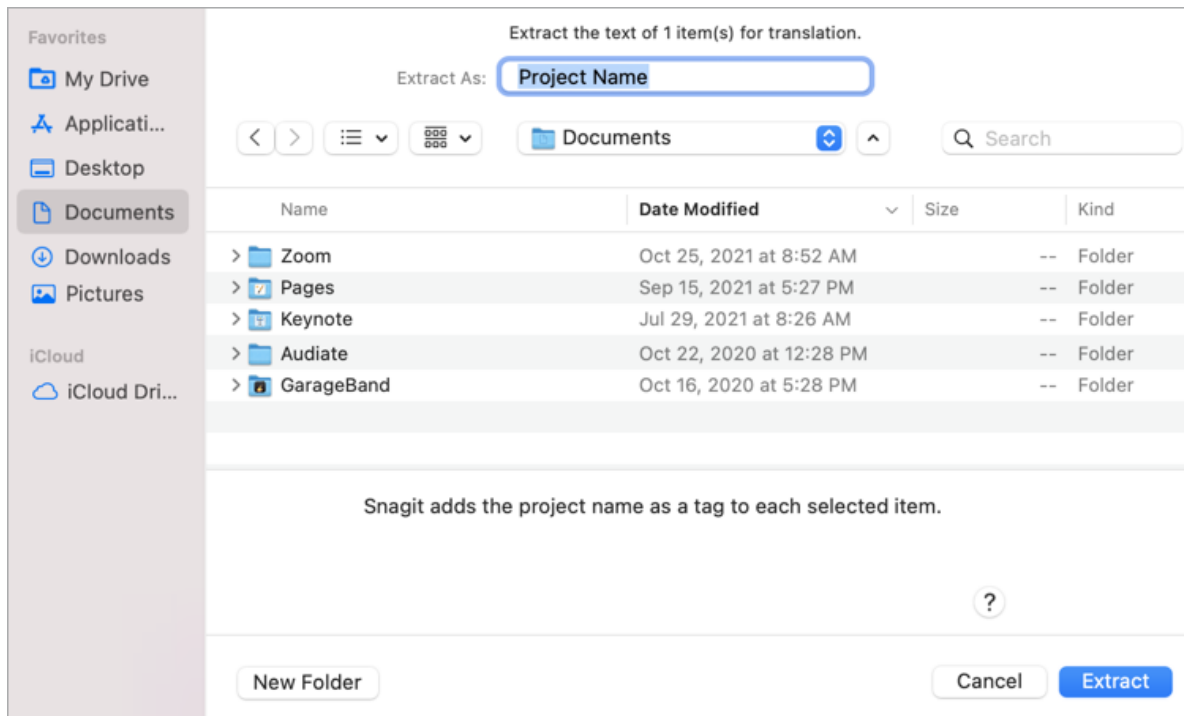 Favorites
My Drive
Applicati...
Desktop
Documents
Downloads
Pictures
iCloud
iCloud Dri...
Extract the text of 1 item(s) for translation.
Extract As: Project Name
Documents
Search
Name Date Modified Size Kind
Zoom Oct 25, 2021 at 8:52 AM -- Folder
Pages Sep 15, 2021 at 5:27 PM -- Folder
Keynote Jul 29, 2021 at 8:26 AM -- Folder
Audiate Oct 22, 2020 at 12:28 PM -- Folder
GarageBand Oct 16, 2020 at 5:28 PM -- Folder
Snagit adds the project name as a tag to each selected item.
?
New Folder Cancel Extract